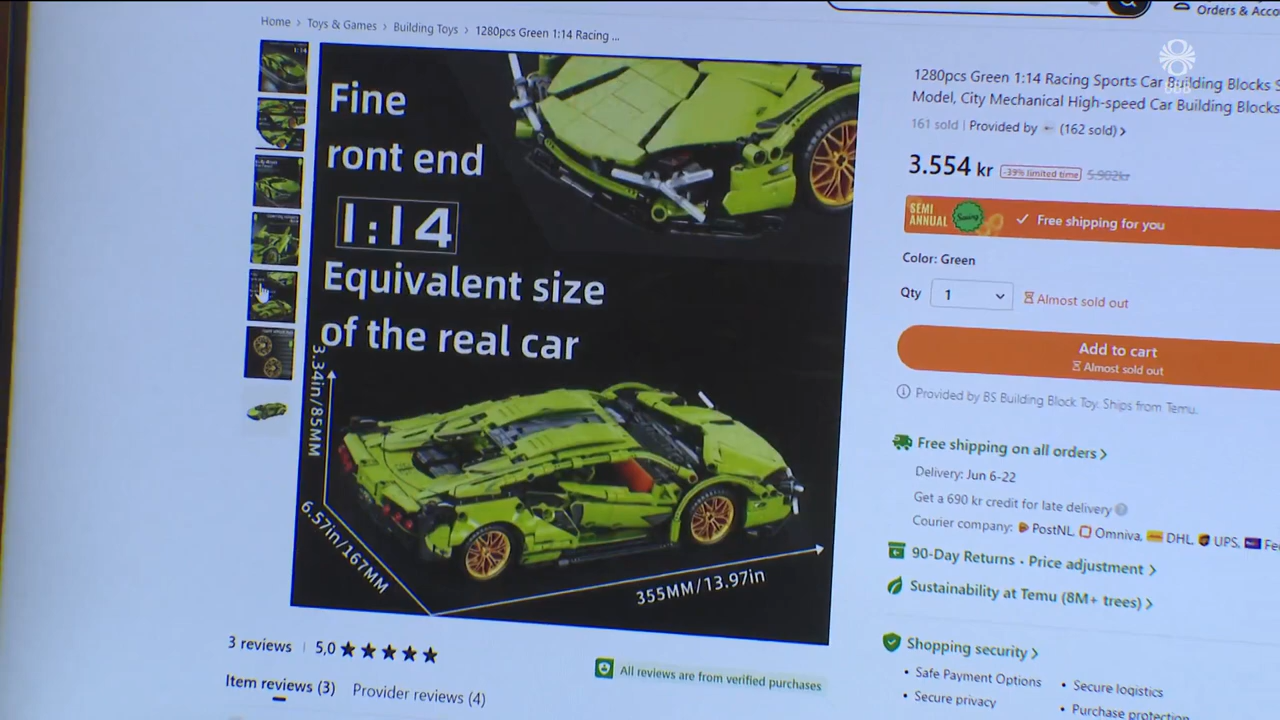 Orders & Acco
Home > Toys & Games > Building Toys > 1280pcs Green 1:14 Racing ...
1:14
Fine
ront end
1:14
Equivalent size
of the real car
3.34in/85MM
6.57in/167MM
355MM/13.97in
1280pcs Green 1:14 Racing Sports Car Building Blocks S
Model, City Mechanical High-speed Car Building Blocks
161 sold | Provided by (162 sold) >
3.554 kr -39% limited time 5.902kr
SEMI
ANNUAL
Saving
✓ Free shipping for you
Color: Green
Qty 1 Almost sold out
Add to cart
Almost sold out
Provided by BS Building Block Toy. Ships from Temu.
Free shipping on all orders >
Delivery: Jun 6-22
Get a 690 kr credit for late delivery
Courier company: PostNL, Omniva, DHL, UPS, Fe
90-Day Returns · Price adjustment >
Sustainability at Temu (8M+ trees) >
Shopping security >
• Safe Payment Options
• Secure logistics
• Secure privacy
• Purchase protection
3 reviews | 5,0 ★★★★★
All reviews are from verified purchases
Item reviews (3) Provider reviews (4)